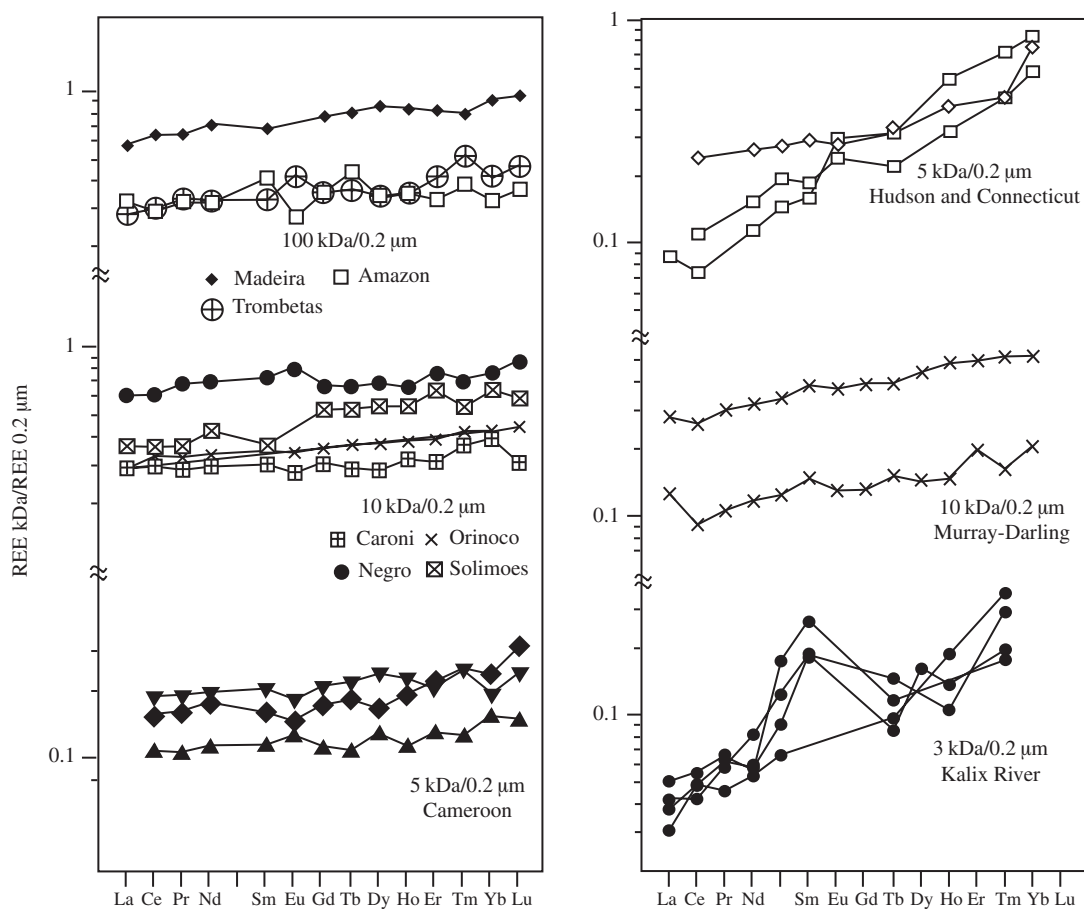 REE kDa/REE 0.2 µm
1
100 kDa/0.2 µm
Madeira
Amazon
Trombetas
1
10 kDa/0.2 µm
Caroni
Orinoco
Negro
Solimoes
0.1
5 kDa/0.2 µm
Cameroon
La Ce Pr Nd Sm Eu Gd Tb Dy Ho Er Tm Yb Lu
1
5 kDa/0.2 µm
Hudson and Connecticut
0.1
10 kDa/0.2 µm
Murray-Darling
0.1
0.1
3 kDa/0.2 µm
Kalix River
La Ce Pr Nd Sm Eu Gd Tb Dy Ho Er Tm Yb Lu